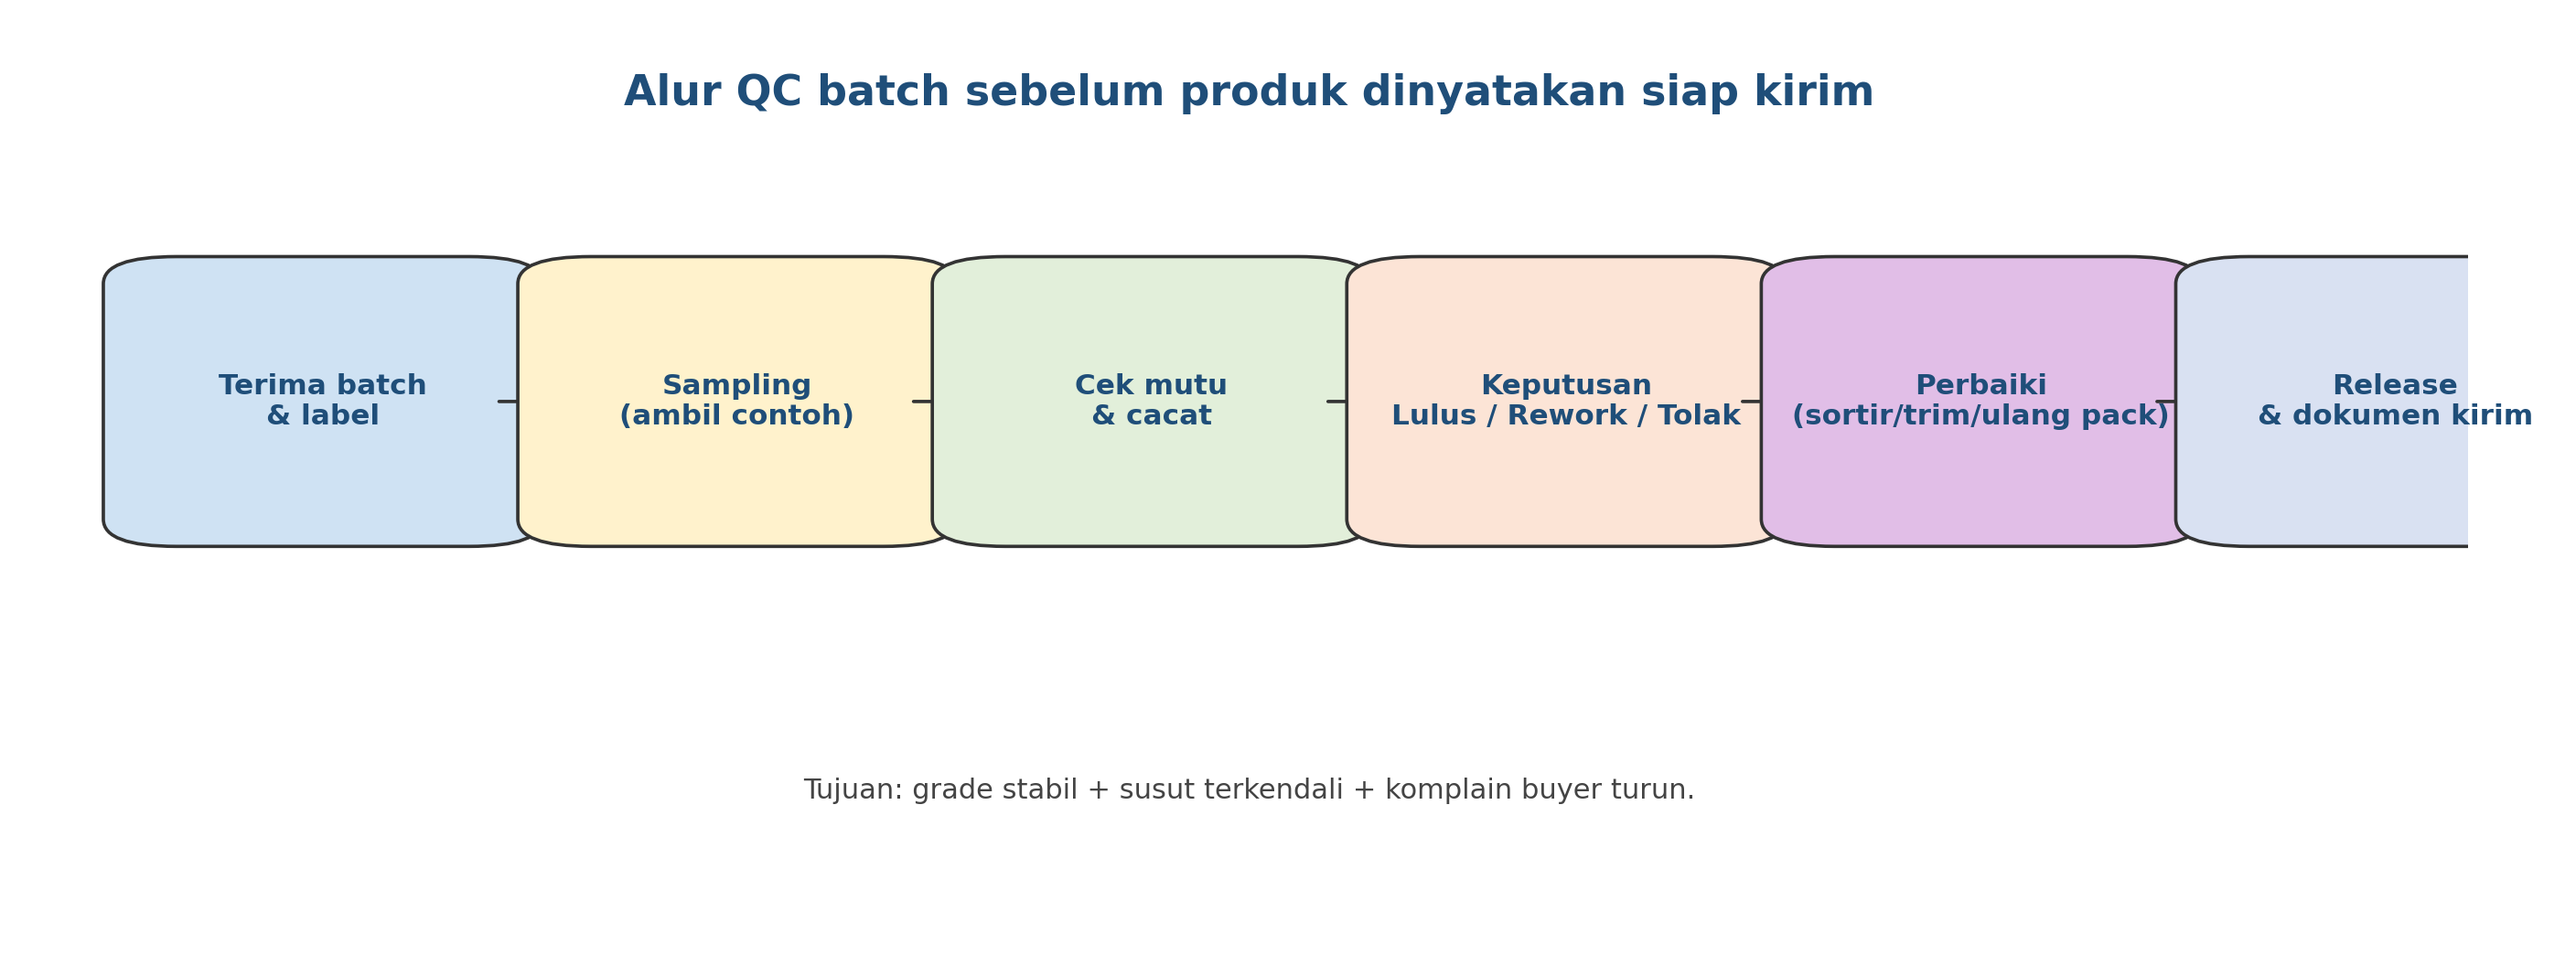 Alur QC batch sebelum produk dinyatakan siap kirim
Terima batch
& label
Sampling
(ambil contoh)
Cek mutu
& cacat
Keputusan
Lulus / Rework / Tolak
Perbaiki
(sortir/trim/ulang pack)
Release
& dokumen kirim
Tujuan: grade stabil + susut terkendali + komplain buyer turun.